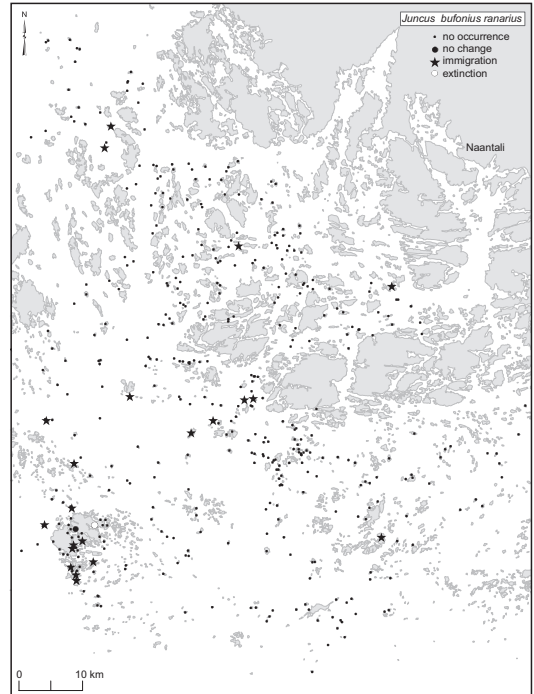 N
Juncus bufonius ranarius
no occurrence
no change
immigration
extinction
Naantali
0 10 km